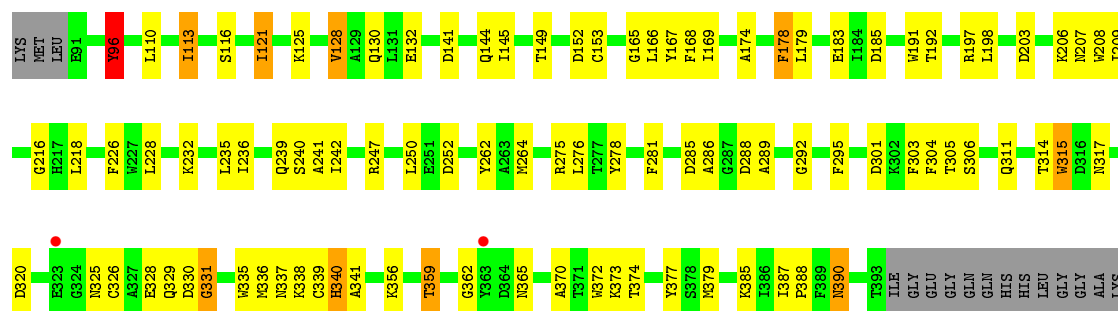 LYS MET LEU E91 Y96 L110 I113 S116 I121 K125 V128 A129 Q130 L131 E132 D141 Q144 I145 T149 D152 C153 G165 L166 Y167 F168 I169 A174 F178 L179 E183 I184 D185 W191 T192 R197 L198 D203 K206 N207 W208
G216 H217 L218 F226 W227 L228 K232 L235 I236 Q239 S240 A241 I242 R247 L250 E251 D252 Y262 A263 M264 R275 L276 T277 Y278 F281 D285 A286 G287 D288 A289 G292 F295 D301 K302 F303 F304 T305 S306 Q311 T314 W315 D316 N317
D320 E323 G324 N325 C326 A327 E328 Q329 D330 G331 W335 M336 N337 K338 C339 H340 A341 K356 T359 G362 Y363 D364 N365 A370 T371 W372 K373 T374 Y377 S378 M379 K385 I386 I387 P388 F389 N390 T393 ILE GLY GLU GLY GLN GLN HIS HIS LEU GLY GLY ALA LYS